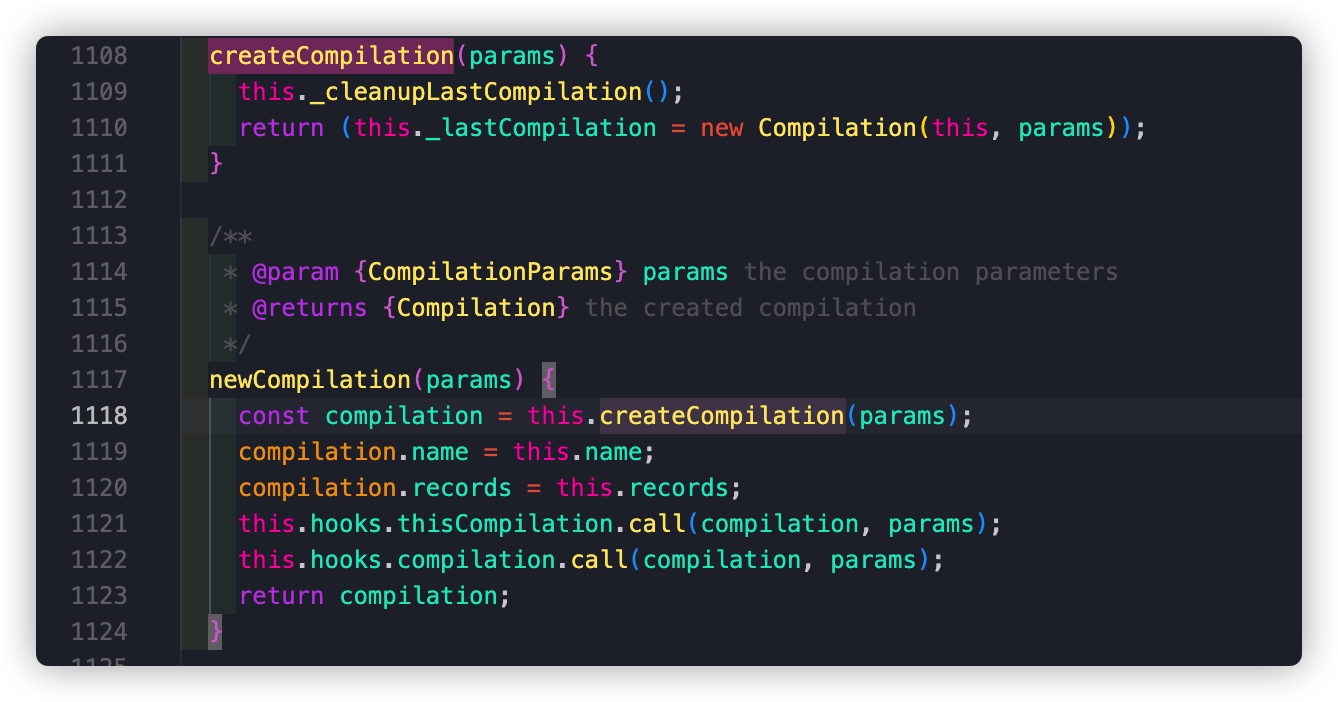 1108 createCompilation(params) {
1109 this._cleanupLastCompilation();
1110 return (this._lastCompilation = new Compilation(this, params));
1111 }
1112
1113 /**
1114 * @param {CompilationParams} params the compilation parameters
1115 * @returns {Compilation} the created compilation
1116 */
1117 newCompilation(params) {
1118 const compilation = this.createCompilation(params);
1119 compilation.name = this.name;
1120 compilation.records = this.records;
1121 this.hooks.thisCompilation.call(compilation, params);
1122 this.hooks.compilation.call(compilation, params);
1123 return compilation;
1124 }
1125